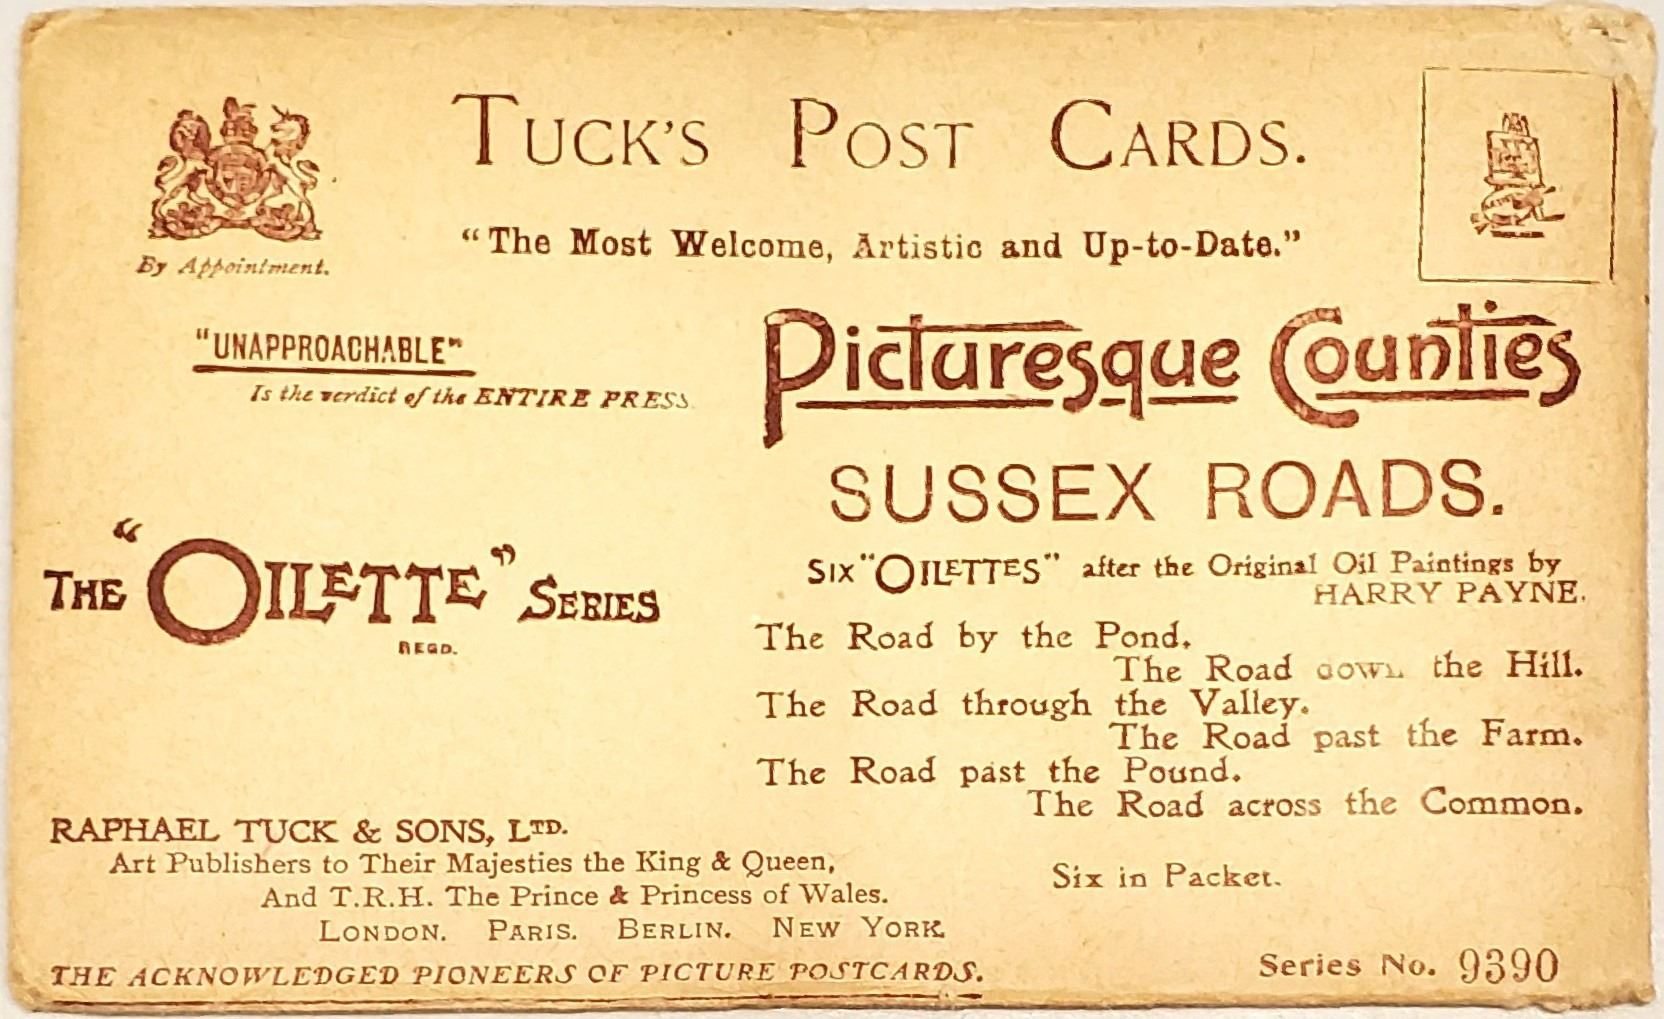 TUCK'S POST CARDS.
"The Most Welcome, Artistic and Up-to-Date."
By Appointment.
"UNAPPROACHABLE"
Is the verdict of the ENTIRE PRESS
Picturesque Counties
SUSSEX ROADS.
THE "OILETTE" SERIES
REGD.
SIX "OILETTES" after the Original Oil Paintings by
HARRY PAYNE.
The Road by the Pond.
The Road down the Hill.
The Road through the Valley.
The Road past the Farm.
The Road past the Pound.
The Road across the Common.
RAPHAEL TUCK & SONS, LTD.
Art Publishers to Their Majesties the King & Queen,
And T.R.H. The Prince & Princess of Wales.
LONDON. PARIS. BERLIN. NEW YORK.
THE ACKNOWLEDGED PIONEERS OF PICTURE POSTCARDS.
Six in Packet.
Series No. 9390